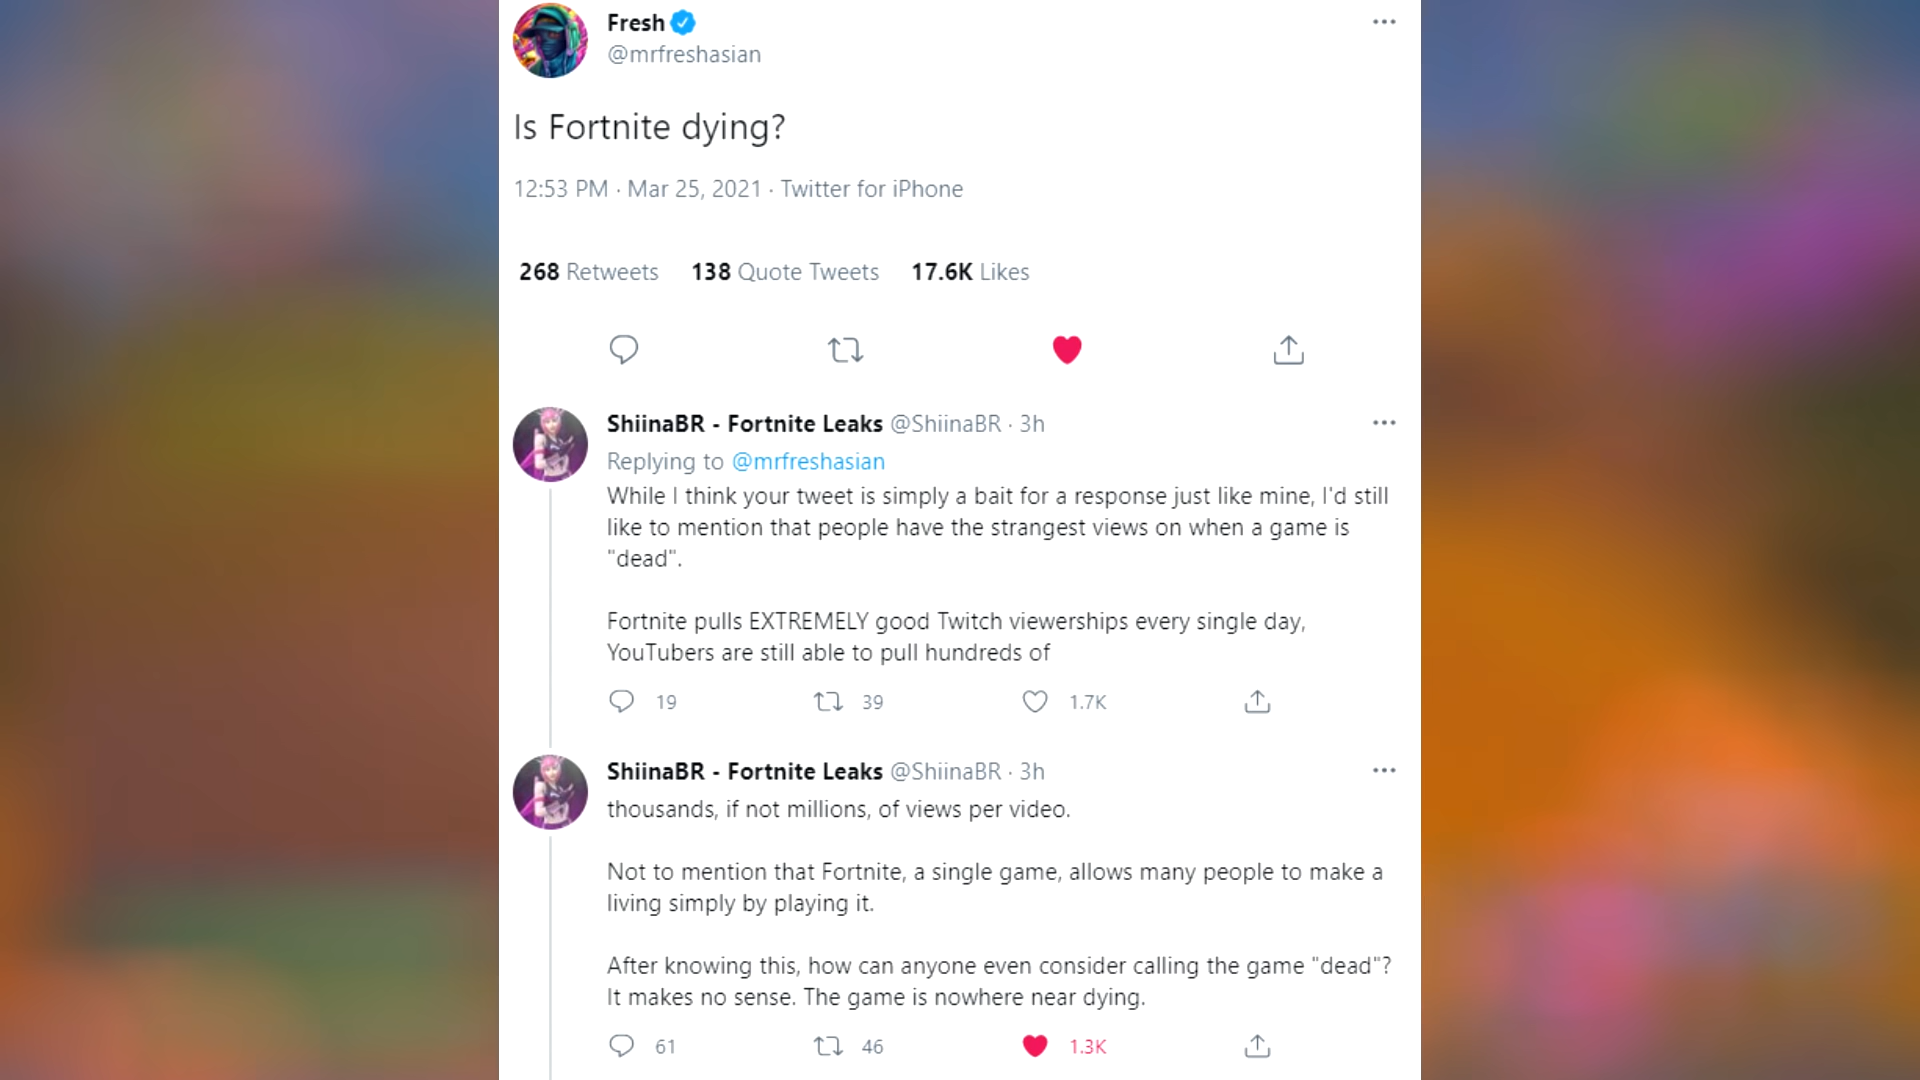 Fresh
@mrfreshasian
Is Fortnite dying?
12:53 PM · Mar 25, 2021 · Twitter for iPhone
268 Retweets 138 Quote Tweets 17.6K Likes
ShiinaBR - Fortnite Leaks @ShiinaBR · 3h
Replying to @mrfreshasian
While I think your tweet is simply a bait for a response just like mine, I'd still
like to mention that people have the strangest views on when a game is
"dead".
Fortnite pulls EXTREMELY good Twitch viewerships every single day,
YouTubers are still able to pull hundreds of
19 39 1.7K
ShiinaBR - Fortnite Leaks @ShiinaBR · 3h
thousands, if not millions, of views per video.
Not to mention that Fortnite, a single game, allows many people to make a
living simply by playing it.
After knowing this, how can anyone even consider calling the game "dead"?
It makes no sense. The game is nowhere near dying.
61 46 1.3K